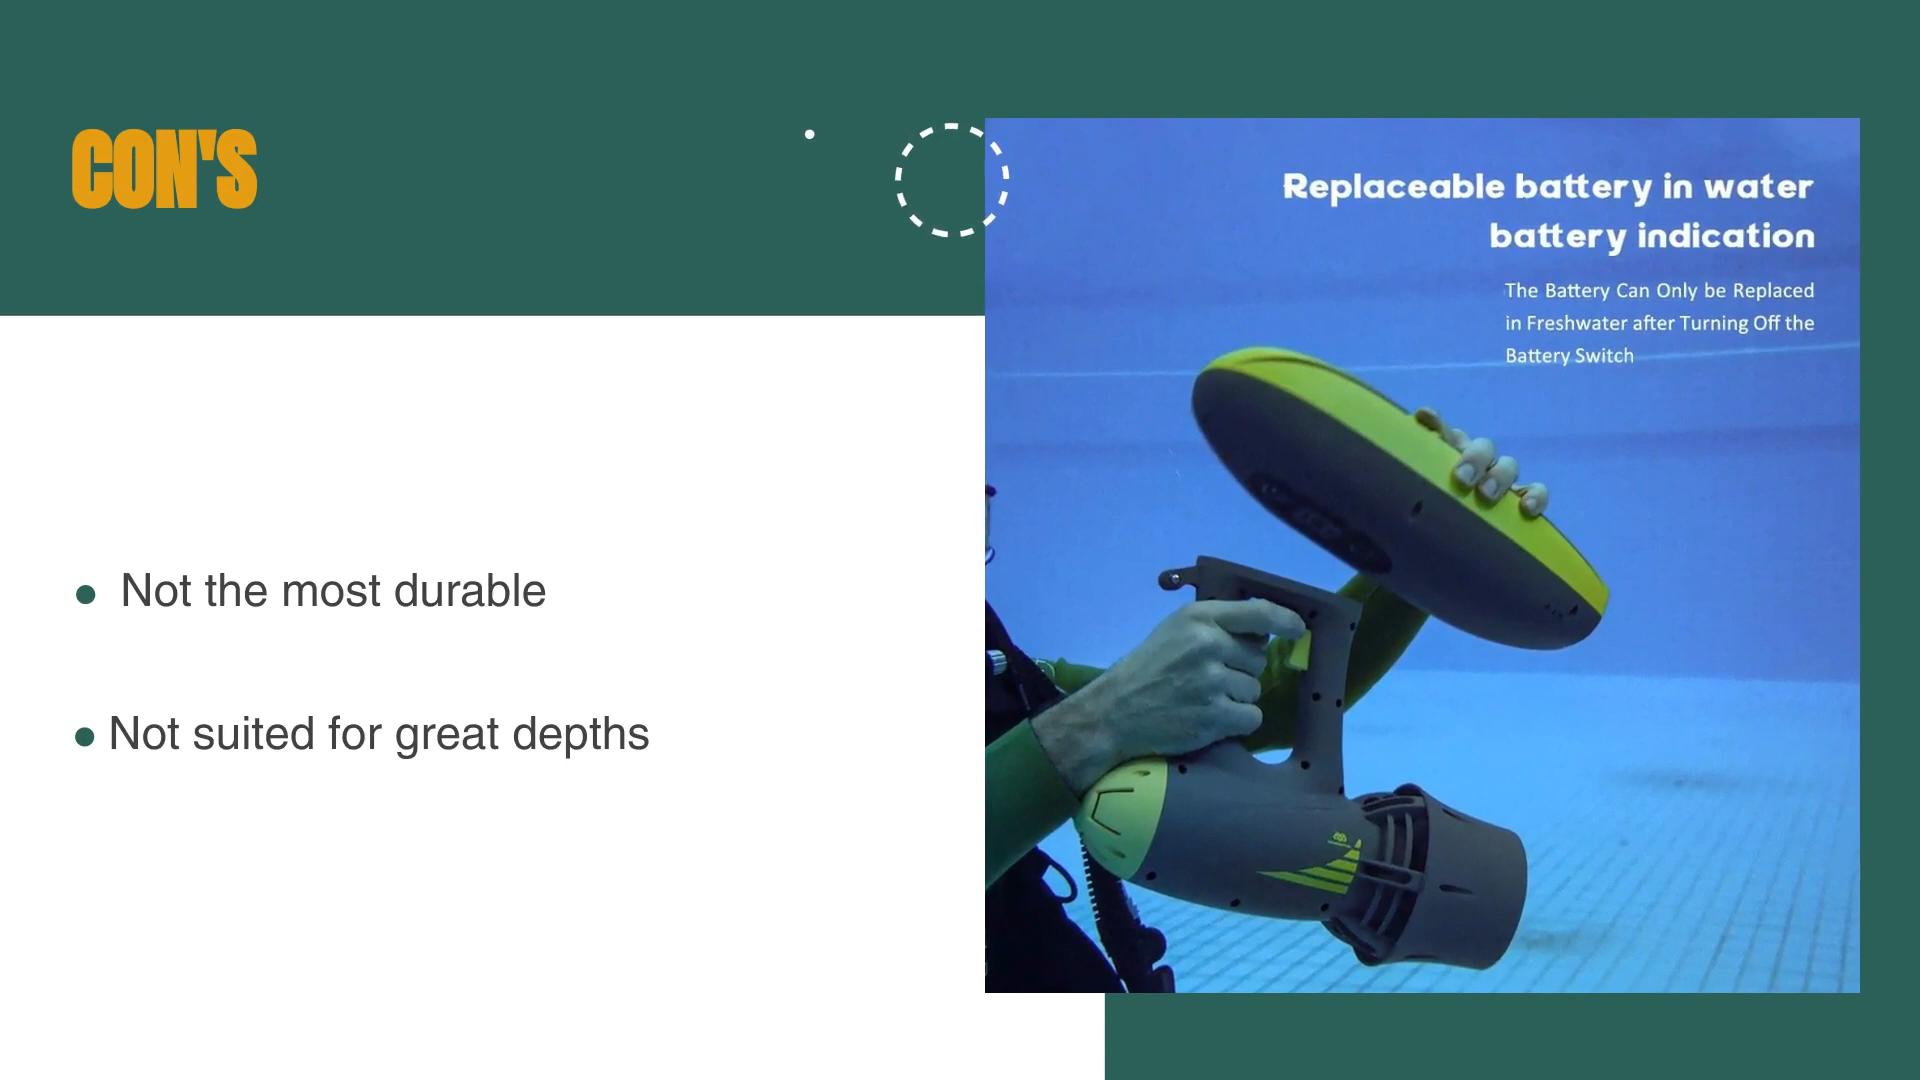 CON'S
Not the most durable
Not suited for great depths
Replaceable battery in water
battery indication
The Battery Can Only be Replaced
in Freshwater after Turning Off the
Battery Switch